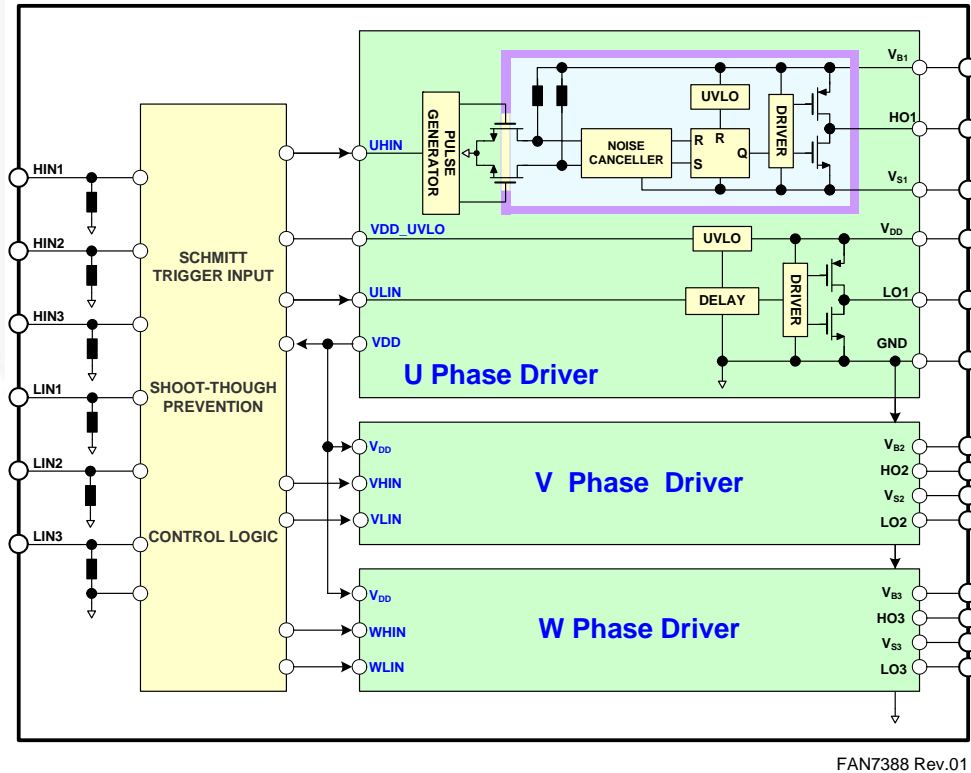 HIN1
HIN2
HIN3
LIN1
LIN2
LIN3
SCHMITT
TRIGGER INPUT
SHOOT-THOUGH
PREVENTION
CONTROL LOGIC
UHIN
VDD_UVLO
ULIN
VDD
PULSE
GENERATOR
NOISE
CANCELLER
UVLO
R
R
S
Q
DRIVER
VB1
HO1
VS1
UVLO
DELAY
DRIVER
VDD
LO1
GND
U Phase Driver
VDD
VHIN
VLIN
V Phase Driver
VB2
HO2
VS2
LO2
VDD
WHIN
WLIN
W Phase Driver
VB3
HO3
VS3
LO3
FAN7388 Rev.01